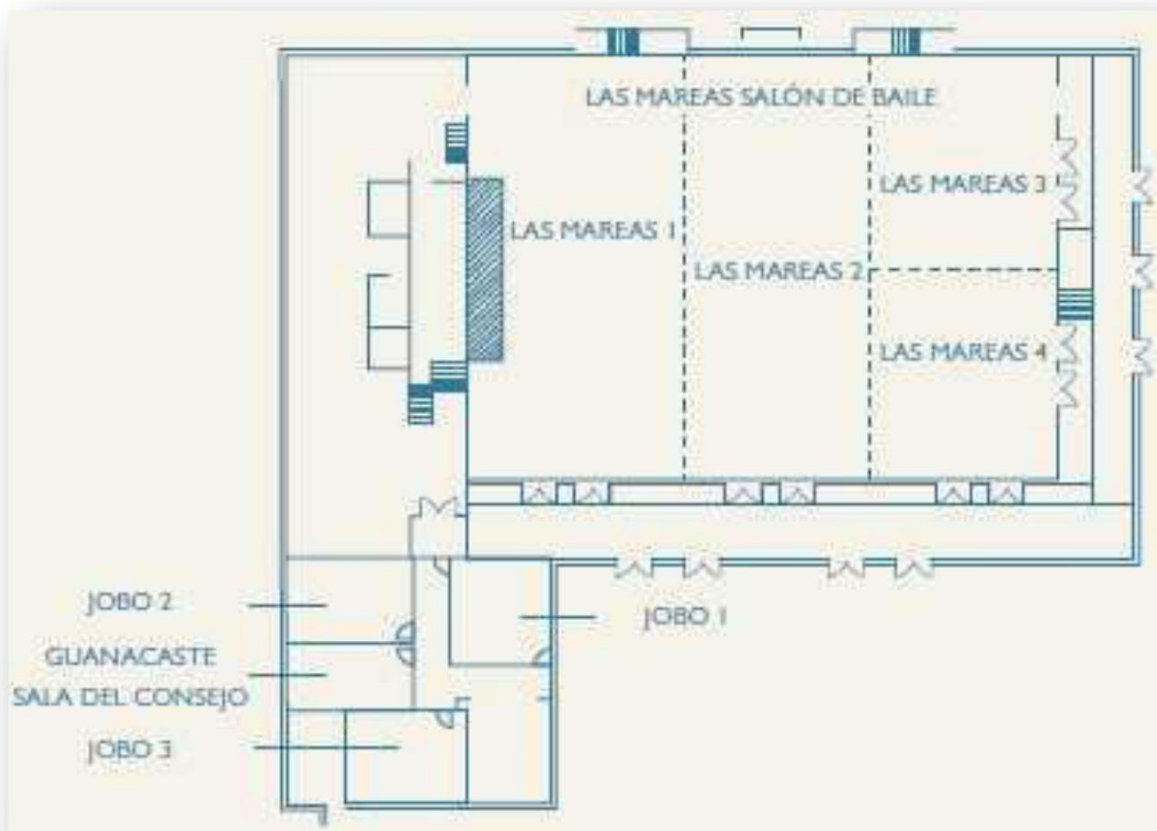 LAS MAREAS SALÓN DE BAILE
LAS MAREAS 3
LAS MAREAS 1
LAS MAREAS 2
LAS MAREAS 4
JOBO 2
JOBO 1
GUANACASTE
SALA DEL CONSEJO
JOBO 3